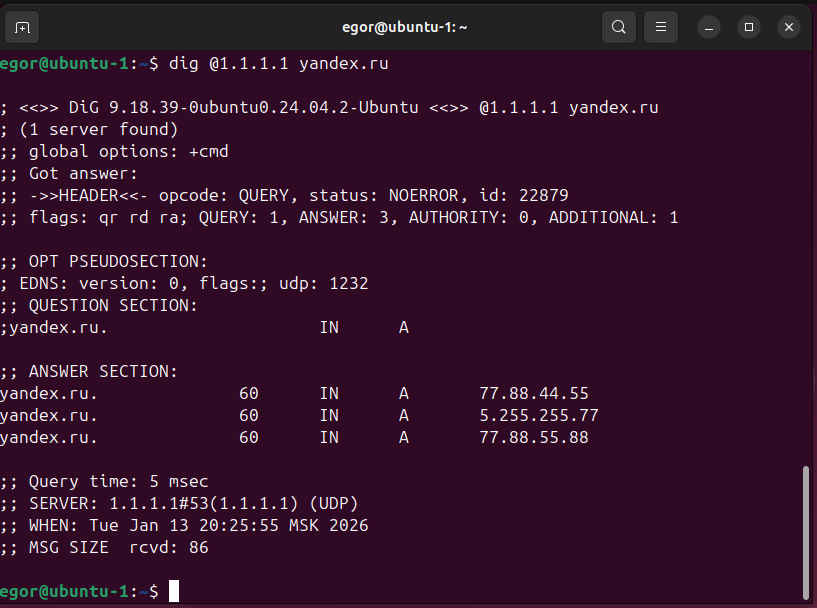 egor@ubuntu-1: ~
egor@ubuntu-1:~$ dig @1.1.1.1 yandex.ru
; <<>> DiG 9.18.39-0ubuntu0.24.04.2-Ubuntu <<>> @1.1.1.1 yandex.ru
; (1 server found)
;; global options: +cmd
;; Got answer:
;; ->>HEADER<<- opcode: QUERY, status: NOERROR, id: 22879
;; flags: qr rd ra; QUERY: 1, ANSWER: 3, AUTHORITY: 0, ADDITIONAL: 1
;; OPT PSEUDOSECTION:
; EDNS: version: 0, flags:; udp: 1232
;; QUESTION SECTION:
;yandex.ru. IN A
;; ANSWER SECTION:
yandex.ru. 60 IN A 77.88.44.55
yandex.ru. 60 IN A 5.255.255.77
yandex.ru. 60 IN A 77.88.55.88
;; Query time: 5 msec
;; SERVER: 1.1.1.1#53(1.1.1.1) (UDP)
;; WHEN: Tue Jan 13 20:25:55 MSK 2026
;; MSG SIZE  rcvd: 86
egor@ubuntu-1:~$